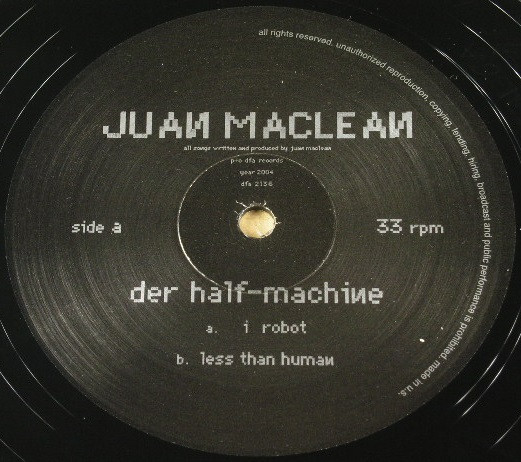 all rights reserved. unauthorized reproduction, copying, lending, hiring, broadcast and public performance is prohibited. made in u.s.
JUAN MACLEAN
all songs written and produced by juan maclean
p+o dfa records
year 2004
dfa 2136
side a
33 rpm
der half-machine
a. i robot
b. less than human